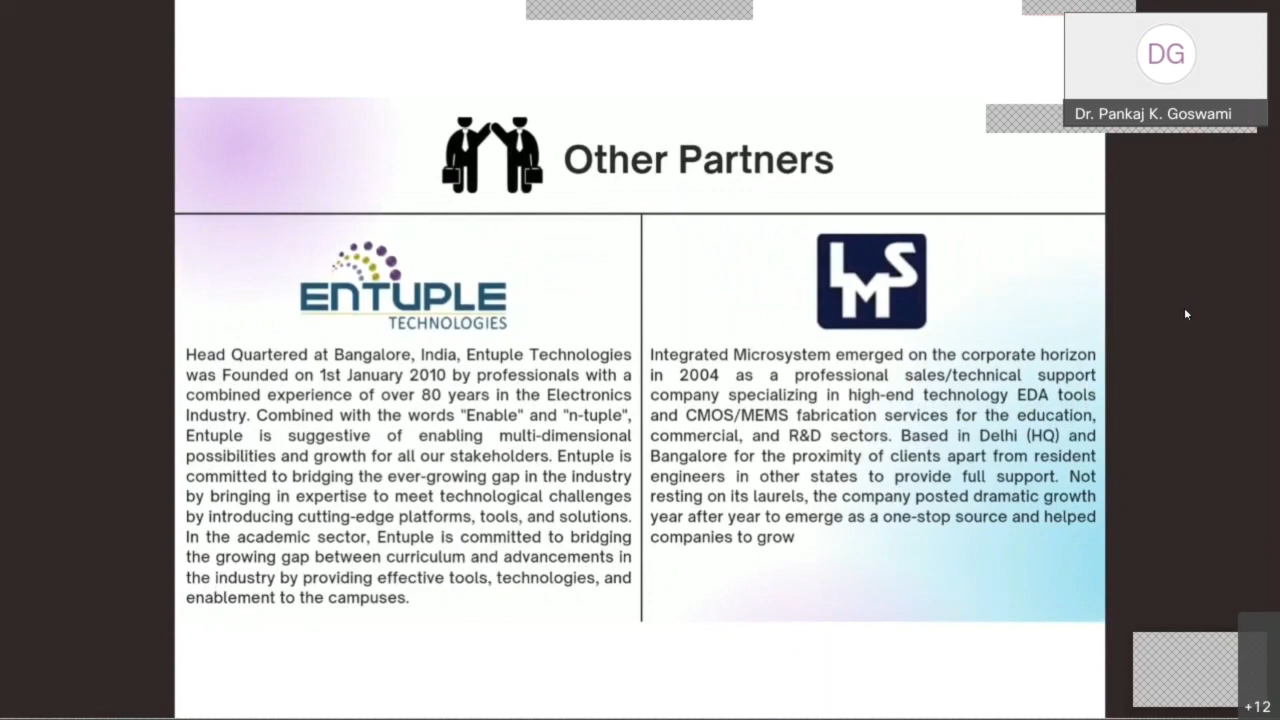 DG
Dr. Pankaj K. Goswami
Other Partners
ENTUPLE
TECHNOLOGIES
Head Quartered at Bangalore, India, Entuple Technologies
was Founded on 1st January 2010 by professionals with a
combined experience of over 80 years in the Electronics
Industry. Combined with the words "Enable" and "n-tuple",
Entuple is suggestive of enabling multi-dimensional
possibilities and growth for all our stakeholders. Entuple is
committed to bridging the ever-growing gap in the industry
by bringing in expertise to meet technological challenges
by introducing cutting-edge platforms, tools, and solutions.
In the academic sector, Entuple is committed to bridging
the growing gap between curriculum and advancements in
the industry by providing effective tools, technologies, and
enablement to the campuses.
LMS
Integrated Microsystem emerged on the corporate horizon
in 2004 as a professional sales/technical support
company specializing in high-end technology EDA tools
and CMOS/MEMS fabrication services for the education,
commercial, and R&D sectors. Based in Delhi (HQ) and
Bangalore for the proximity of clients apart from resident
engineers in other states to provide full support. Not
resting on its laurels, the company posted dramatic growth
year after year to emerge as a one-stop source and helped
companies to grow
+12